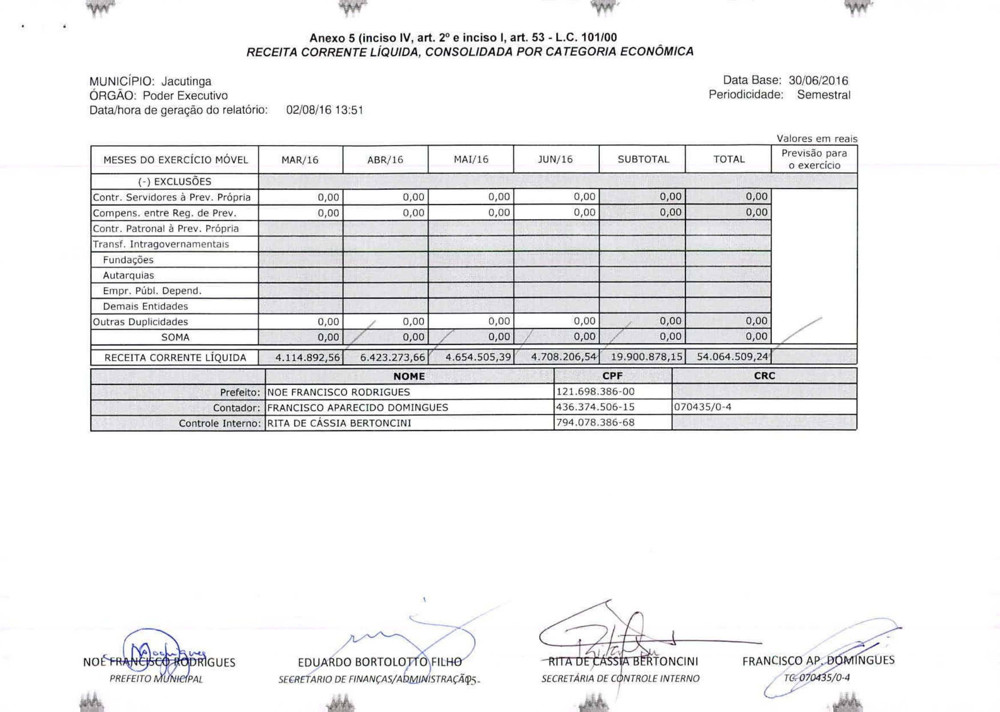 Anexo 5 (inciso IV, art. 2º e inciso I, art. 53 - L.C. 101/00
RECEITA CORRENTE LÍQUIDA, CONSOLIDADA POR CATEGORIA ECONÔMICA
MUNICÍPIO: Jacutinga
Data Base: 30/06/2016
ÓRGÃO: Poder Executivo
Periodicidade: Semestral
Data/hora de geração do relatório: 02/08/16 13:51
Valores em reais
MESES DO EXERCÍCIO MÓVEL MAR/16 ABR/16 MAI/16 JUN/16 SUBTOTAL TOTAL Previsão para
o exercício
(-) EXCLUSÕES
Contr. Servidores à Prev. Própria 0,00 0,00 0,00 0,00 0,00 0,00
Compens. entre Reg. de Prev. 0,00 0,00 0,00 0,00 0,00 0,00
Contr. Patronal à Prev. Própria
Transf. Intragovernamentais
Fundações
Autarquias
Empr. Públ. Depend.
Demais Entidades
Outras Duplicidades 0,00 0,00 0,00 0,00 0,00 0,00
SOMA 0,00 0,00 0,00 0,00 0,00 0,00
RECEITA CORRENTE LÍQUIDA 4.114.892,56 6.423.273,66 4.654.505,39 4.708.206,54 19.900.878,15 54.064.509,24
NOME CPF CRC
Prefeito: NOE FRANCISCO RODRIGUES 121.698.386-00
Contador: FRANCISCO APARECIDO DOMINGUES 436.374.506-15 070435/0-4
Controle Interno: RITA DE CÁSSIA BERTONCINI 794.078.386-68
NOE FRANCISCO RODRIGUES EDUARDO BORTOLOTTO FILHO RITA DE CÁSSIA BERTONCINI FRANCISCO AP. DOMINGUES
PREFEITO MUNICIPAL SECRETARIO DE FINANÇAS/ADMINISTRAÇÃO5- SECRETÁRIA DE CONTROLE INTERNO TC. 070435/0-4